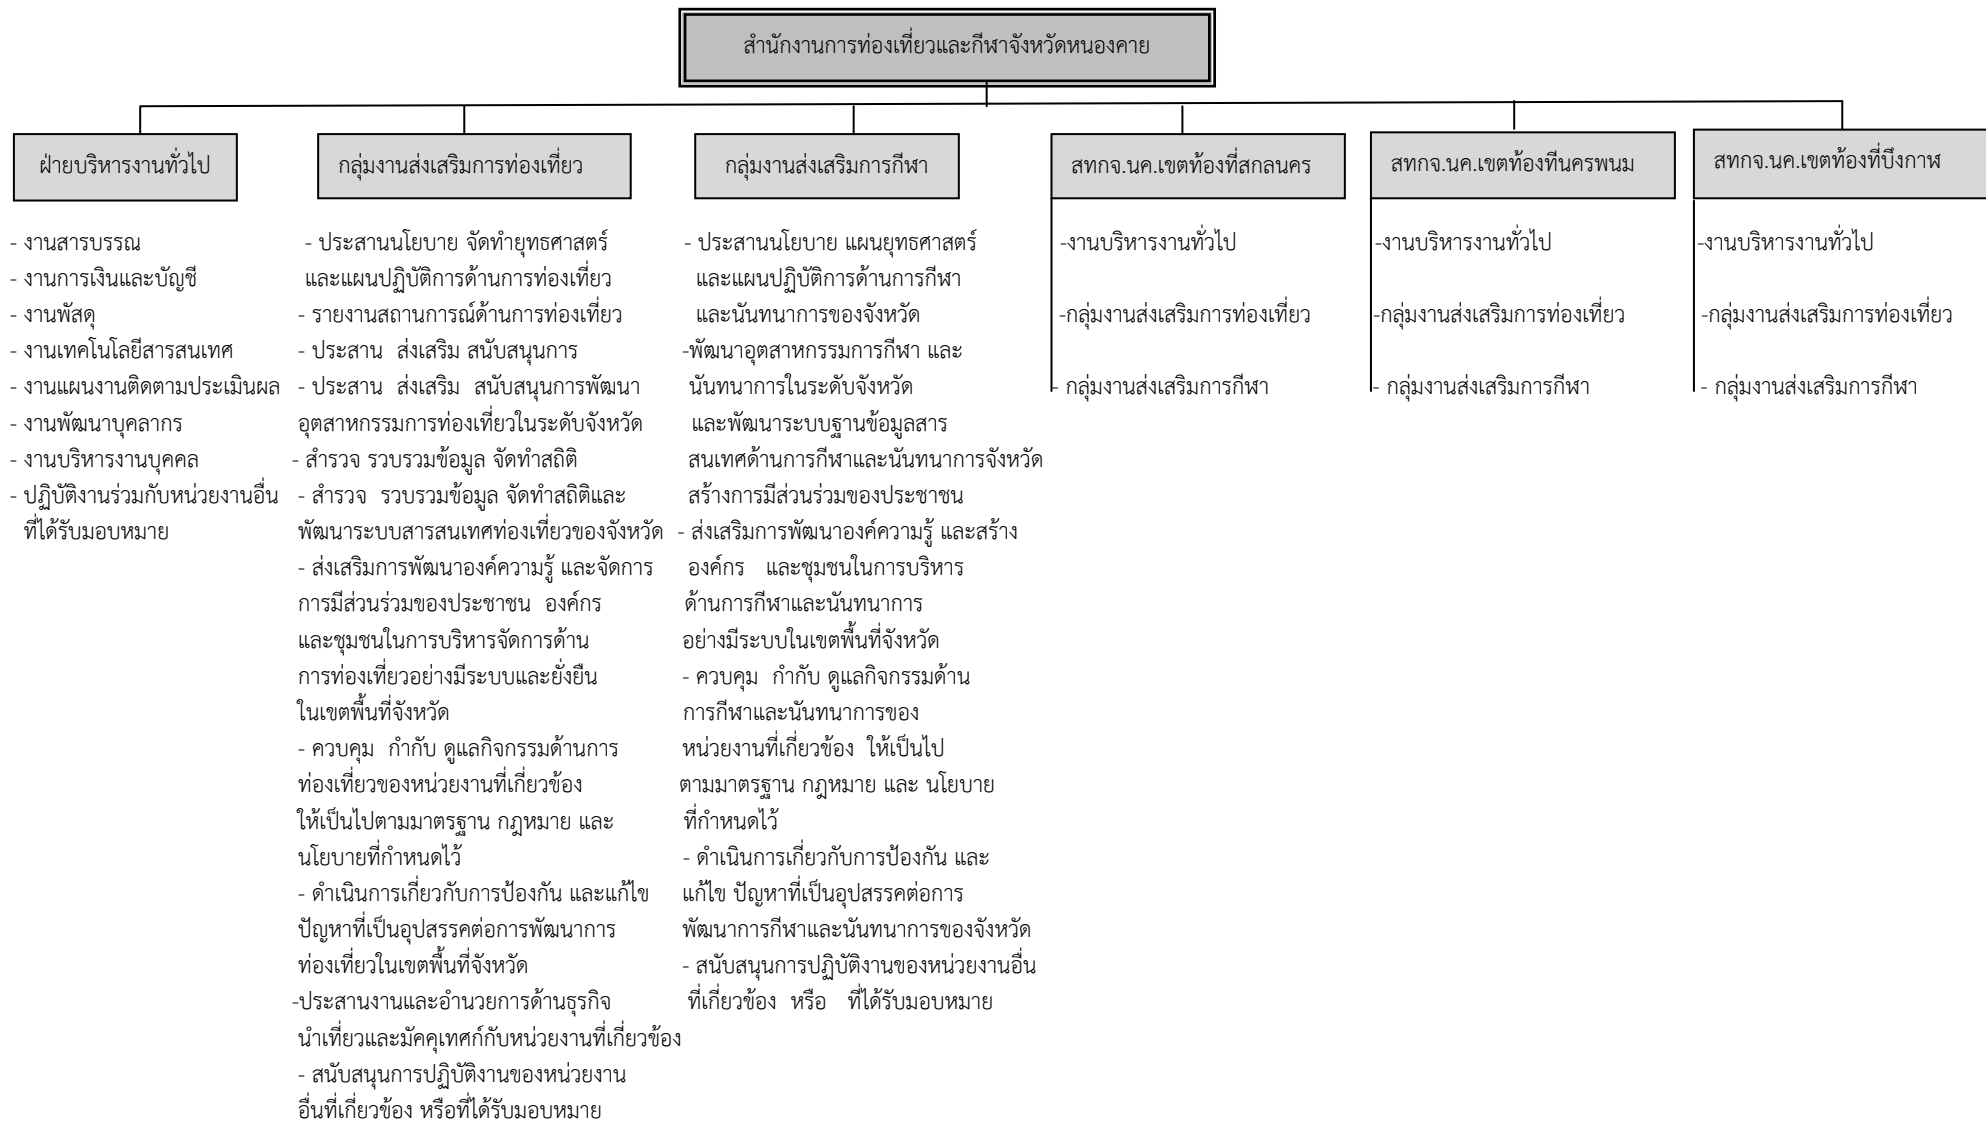 สำนักงานการท่องเที่ยวและกีฬาจังหวัดหนองคาย
ฝ่ายบริหารงานทั่วไป
- งานสารบรรณ
- งานการเงินและบัญชี
- งานพัสดุ
- งานเทคโนโลยีสารสนเทศ
- งานแผนงานติดตามประเมินผล
- งานพัฒนาบุคลากร
- งานบริหารงานบุคคล
- ปฏิบัติงานร่วมกับหน่วยงานอื่น
ที่ได้รับมอบหมาย
กลุ่มงานส่งเสริมการท่องเที่ยว
- ประสานนโยบาย จัดทำยุทธศาสตร์
และแผนปฏิบัติการด้านการท่องเที่ยว
- รายงานสถานการณ์ด้านการท่องเที่ยว
- ประสาน ส่งเสริม สนับสนุนการ
- ประสาน ส่งเสริม สนับสนุนการพัฒนา
อุตสาหกรรมการท่องเที่ยวในระดับจังหวัด
- สำรวจ รวบรวมข้อมูล จัดทำสถิติ
- สำรวจ รวบรวมข้อมูล จัดทำสถิติและ
พัฒนาระบบสารสนเทศท่องเที่ยวของจังหวัด
- ส่งเสริมการพัฒนาองค์ความรู้ และจัดการ
การมีส่วนร่วมของประชาชน องค์กร
และชุมชนในการบริหารจัดการด้าน
การท่องเที่ยวอย่างมีระบบและยั่งยืน
ในเขตพื้นที่จังหวัด
- ควบคุม กำกับ ดูแลกิจกรรมด้านการ
ท่องเที่ยวของหน่วยงานที่เกี่ยวข้อง
ให้เป็นไปตามมาตรฐาน กฎหมาย และ
นโยบายที่กำหนดไว้
- ดำเนินการเกี่ยวกับการป้องกัน และแก้ไข
ปัญหาที่เป็นอุปสรรคต่อการพัฒนาการ
ท่องเที่ยวในเขตพื้นที่จังหวัด
-ประสานงานและอำนวยการด้านธุรกิจ
นำเที่ยวและมัคคุเทศก์กับหน่วยงานที่เกี่ยวข้อง
- สนับสนุนการปฏิบัติงานของหน่วยงาน
อื่นที่เกี่ยวข้อง หรือที่ได้รับมอบหมาย
กลุ่มงานส่งเสริมการกีฬา
- ประสานนโยบาย แผนยุทธศาสตร์
และแผนปฏิบัติการด้านการกีฬา
และนันทนาการของจังหวัด
-พัฒนาอุตสาหกรรมการกีฬา และ
นันทนาการในระดับจังหวัด
และพัฒนาระบบฐานข้อมูลสาร
สนเทศด้านการกีฬาและนันทนาการจังหวัด
สร้างการมีส่วนร่วมของประชาชน
- ส่งเสริมการพัฒนาองค์ความรู้ และสร้าง
องค์กร และชุมชนในการบริหาร
ด้านการกีฬาและนันทนาการ
อย่างมีระบบในเขตพื้นที่จังหวัด
- ควบคุม กำกับ ดูแลกิจกรรมด้าน
การกีฬาและนันทนาการของ
หน่วยงานที่เกี่ยวข้อง ให้เป็นไป
ตามมาตรฐาน กฎหมาย และ นโยบาย
ที่กำหนดไว้
- ดำเนินการเกี่ยวกับการป้องกัน และ
แก้ไข ปัญหาที่เป็นอุปสรรคต่อการ
พัฒนาการกีฬาและนันทนาการของจังหวัด
- สนับสนุนการปฏิบัติงานของหน่วยงานอื่น
ที่เกี่ยวข้อง หรือ ที่ได้รับมอบหมาย
สทกจ.นค.เขตท้องที่สกลนคร
-งานบริหารงานทั่วไป
-กลุ่มงานส่งเสริมการท่องเที่ยว
- กลุ่มงานส่งเสริมการกีฬา
สทกจ.นค.เขตท้องทีนครพนม
-งานบริหารงานทั่วไป
-กลุ่มงานส่งเสริมการท่องเที่ยว
- กลุ่มงานส่งเสริมการกีฬา
สทกจ.นค.เขตท้องที่บึงกาฬ
-งานบริหารงานทั่วไป
-กลุ่มงานส่งเสริมการท่องเที่ยว
- กลุ่มงานส่งเสริมการกีฬา